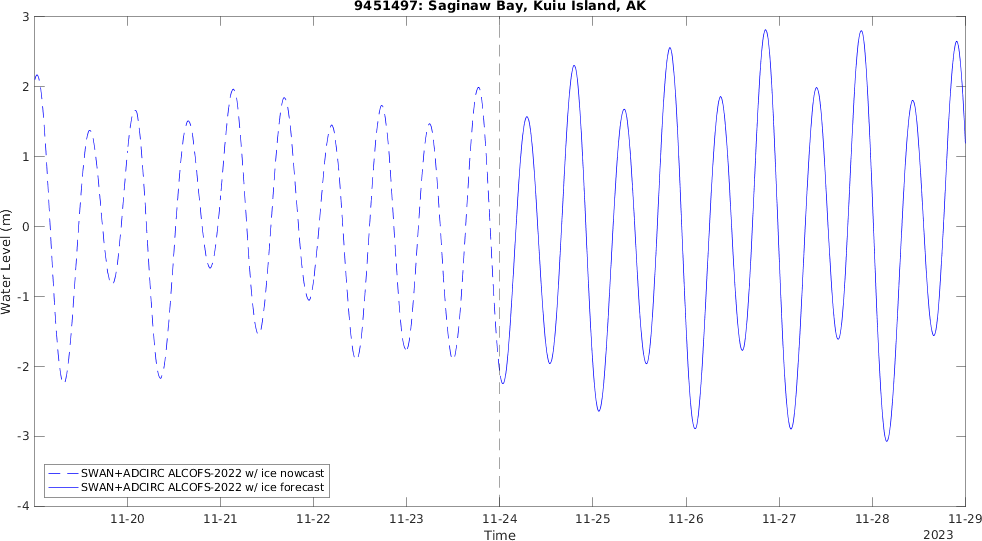 9451497: Saginaw Bay, Kuiu Island, AK
3
2
1
0
-1
-2
-3
-4
Water Level (m)
SWAN+ADCIRC ALCOFS-2022 w/ ice nowcast
SWAN+ADCIRC ALCOFS-2022 w/ ice forecast
11-20 11-21 11-22 11-23 11-24 11-25 11-26 11-27 11-28 11-29
Time
2023